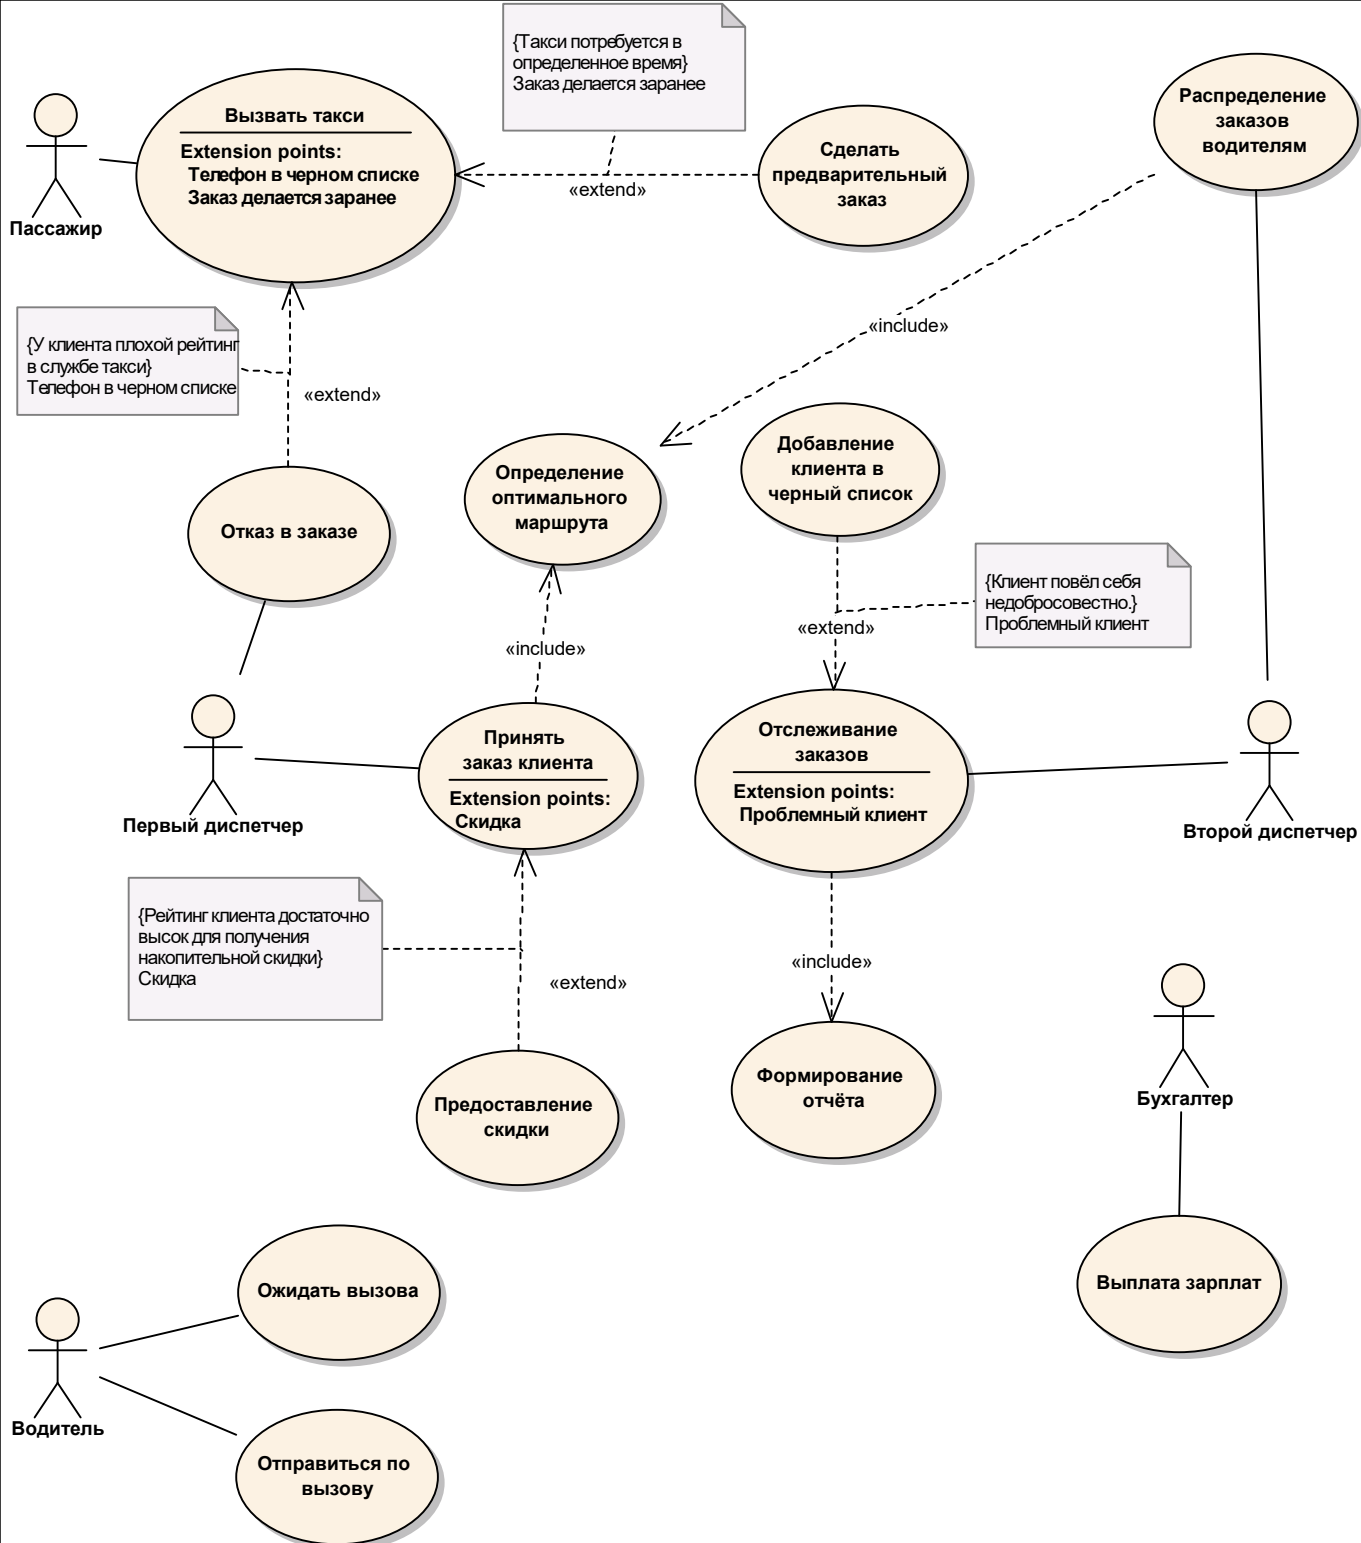 {Такси потребуется в
определенное время}
Заказ делается заранее
Вызвать такси
Extension points:
Телефон в черном списке
Заказ делается заранее
Пассажир
«extend»
Сделать
предварительный
заказ
Распределение
заказов
водителям
{У клиента плохой рейтинг
в службе такси}
Телефон в черном списке
«extend»
«include»
Отказ в заказе
Определение
оптимального
маршрута
Добавление
клиента в
черный список
{Клиент повёл себя
недобросовестно.}
Проблемный клиент
«extend»
«include»
Первый диспетчер
Принять
заказ клиента
Extension points:
Скидка
Отслеживание
заказов
Extension points:
Проблемный клиент
Второй диспетчер
{Рейтинг клиента достаточно
высок для получения
накопительной скидки}
Скидка
«extend»
«include»
Предоставление
скидки
Формирование
отчёта
Бухгалтер
Выплата зарплат
Ожидать вызова
Водитель
Отправиться по
вызову